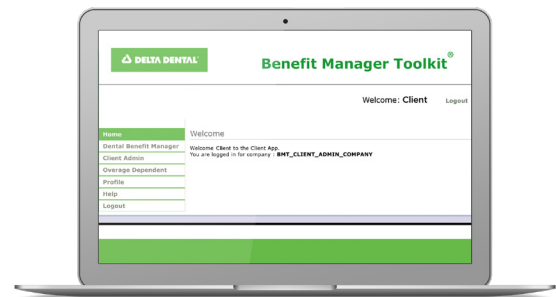 DELTA DENTAL
Benefit Manager Toolkit®
Welcome: Client Logout
Home
Dental Benefit Manager
Client Admin
Overage Dependent
Profile
Help
Logout
Welcome
Welcome Client to the Client App.
You are logged in for company : BMT_CLIENT_ADMIN_COMPANY